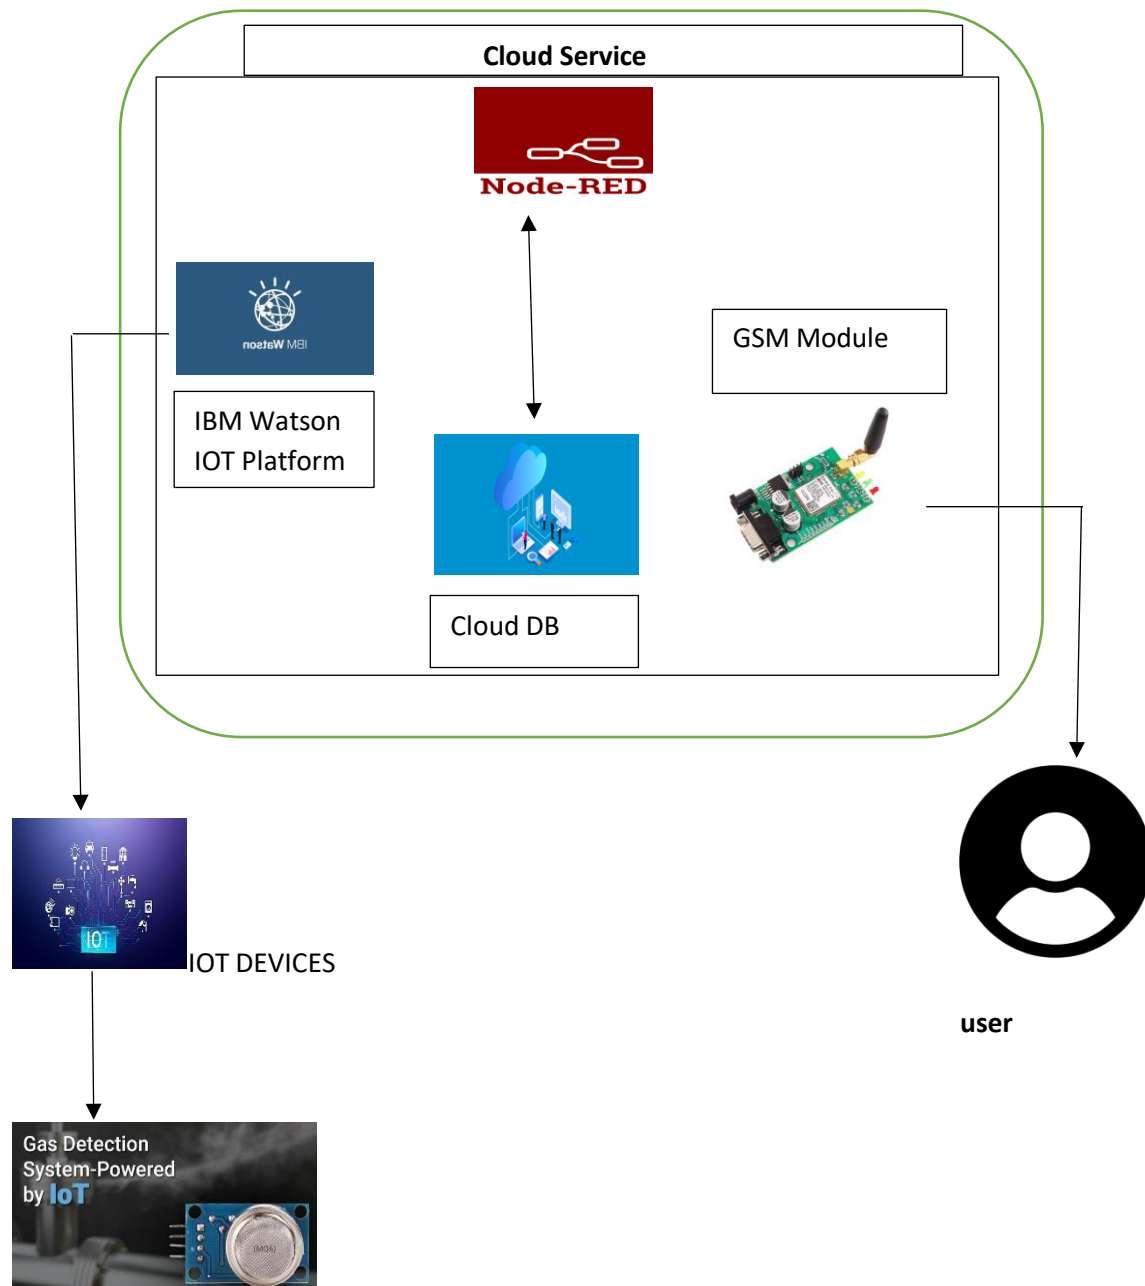 Cloud Service
Node-RED
IBM Watson
GSM Module
IBM Watson
IOT Platform
Cloud DB
IOT
IOT DEVICES
user
Gas Detection
System-Powered
by IoT
(MQ6)